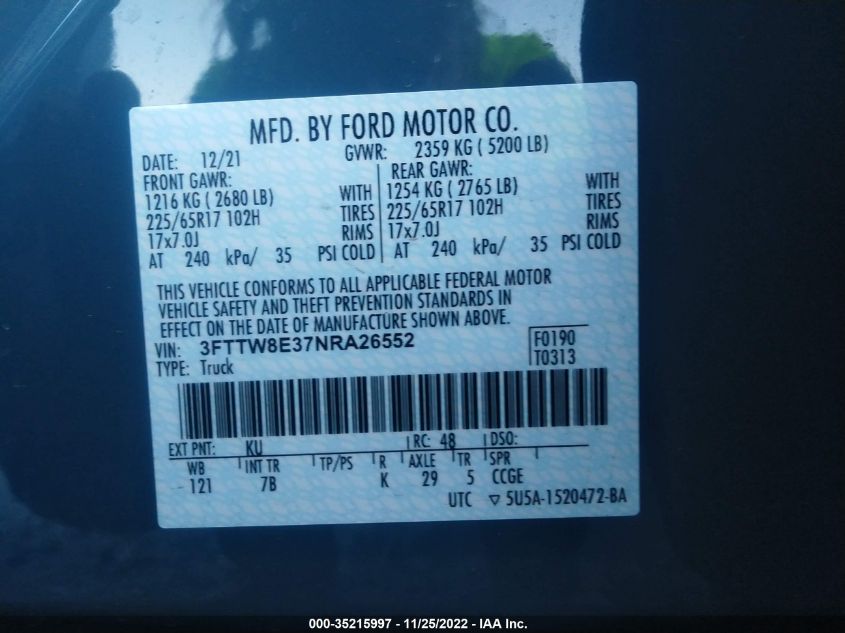 MFD. BY FORD MOTOR CO.
DATE: 12/21 GVWR: 2359 KG ( 5200 LB)
FRONT GAWR: REAR GAWR:
1216 KG ( 2680 LB) WITH 1254 KG ( 2765 LB) WITH
225/65R17 102H TIRES 225/65R17 102H TIRES
17x7.0J RIMS 17x7.0J RIMS
AT 240 kPa/ 35 PSI COLD AT 240 kPa/ 35 PSI COLD
THIS VEHICLE CONFORMS TO ALL APPLICABLE FEDERAL MOTOR
VEHICLE SAFETY AND THEFT PREVENTION STANDARDS IN
EFFECT ON THE DATE OF MANUFACTURE SHOWN ABOVE.
VIN: 3FTTW8E37NRA26552 F0190
TYPE: Truck T0313
EXT PNT: KU RC: 48 DSO:
WB INT TR TP/PS R AXLE TR SPR
121 7B K 29 5 CCGE
UTC ▽ 5U5A-1520472-BA
000-35215997 - 11/25/2022 - IAA Inc.